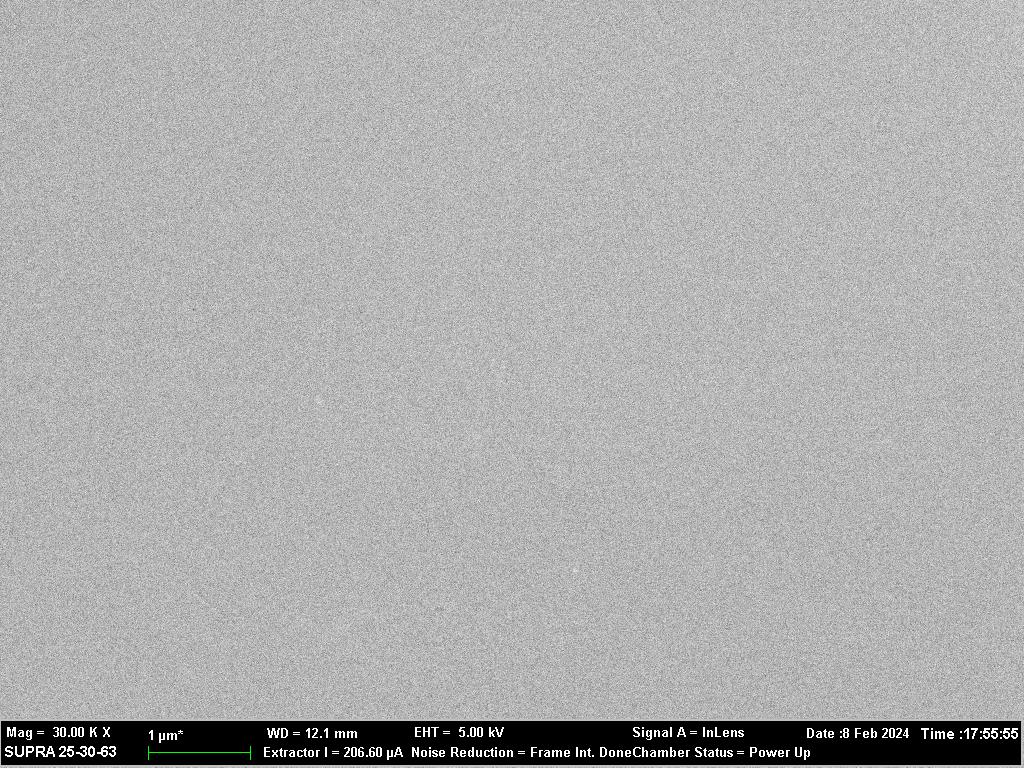 Mag = 30.00 K X 1 µm* WD = 12.1 mm EHT = 5.00 kV Signal A = InLens Date :8 Feb 2024 Time :17:55:55
SUPRA 25-30-63 Extractor I = 206.60 µA Noise Reduction = Frame Int. DoneChamber Status = Power Up